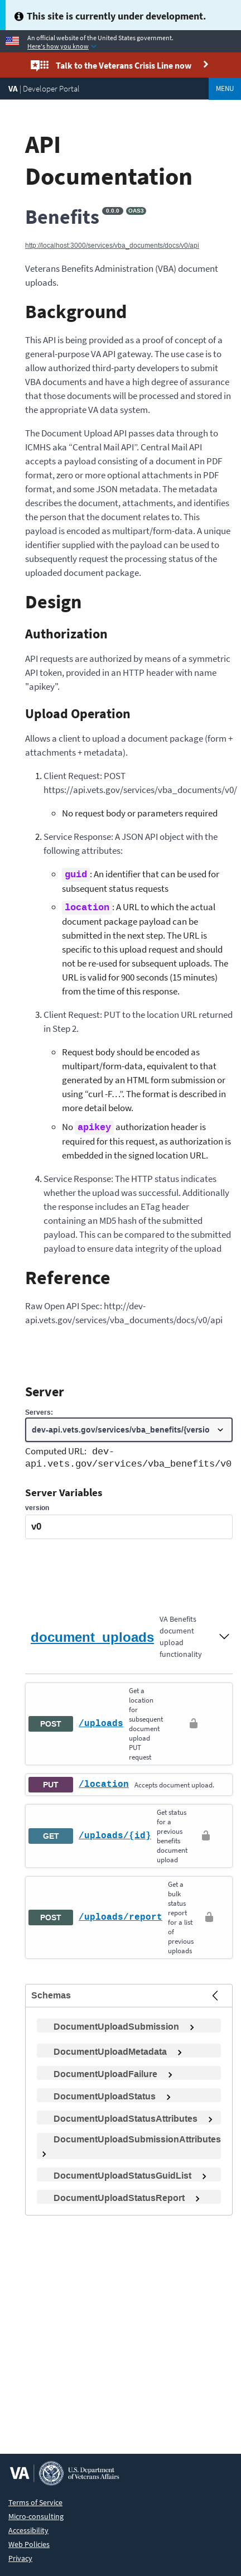 This site is currently under development.
An official website of the United States government.
Here's how you know
Talk to the Veterans Crisis Line now
VA | Developer Portal
MENU
API
Documentation
Benefits 0.0.0 OAS3
http://localhost:3000/services/vba_documents/docs/v0/api
Veterans Benefits Administration (VBA) document
uploads.
Background
This API is being provided as a proof of concept of a
general-purpose VA API gateway. The use case is to
allow authorized third-party developers to submit
VBA documents and have a high degree of assurance
that those documents will be processed and stored in
the appropriate VA data system.
The Document Upload API passes data through to
ICMHS aka “Central Mail API”. Central Mail API
accepts a payload consisting of a document in PDF
format, zero or more optional attachments in PDF
format, and some JSON metadata. The metadata
describes the document, attachments, and identifies
the person that the document relates to. This
payload is encoded as multipart/form-data. A unique
identifier supplied with the payload can be used to
subsequently request the processing status of the
uploaded document package.
Design
Authorization
API requests are authorized by means of a symmetric
API token, provided in an HTTP header with name
"apikey".
Upload Operation
Allows a client to upload a document package (form +
attachments + metadata).
1. Client Request: POST
https://api.vets.gov/services/vba_documents/v0/
No request body or parameters required
2. Service Response: A JSON API object with the
following attributes:
guid : An identifier that can be used for
subsequent status requests
location : A URL to which the actual
document package payload can be
submitted in the next step. The URL is
specific to this upload request and should
not be re-used for subsequent uploads. The
URL is valid for 900 seconds (15 minutes)
from the time of this response.
3. Client Request: PUT to the location URL returned
in Step 2.
Request body should be encoded as
multipart/form-data, equivalent to that
generated by an HTML form submission or
using “curl -F…”. The format is described in
more detail below.
No apikey authorization header is
required for this request, as authorization is
embedded in the signed location URL.
4. Service Response: The HTTP status indicates
whether the upload was successful. Additionally
the response includes an ETag header
containing an MD5 hash of the submitted
payload. This can be compared to the submitted
payload to ensure data integrity of the upload
Reference
Raw Open API Spec: http://dev-
api.vets.gov/services/vba_documents/docs/v0/api
Server
Servers:
dev-api.vets.gov/services/vba_benefits/{versio
Computed URL: dev-
api.vets.gov/services/vba_benefits/v0
Server Variables
version
v0
document_uploads
VA Benefits
document
upload
functionality
POST /uploads
Get a
location
for
subsequent
document
upload
PUT
request
PUT /location Accepts document upload.
GET /uploads/{id}
Get status
for a
previous
benefits
document
upload
POST /uploads/report
Get a
bulk
status
report
for a list
of
previous
uploads
Schemas
DocumentUploadSubmission
DocumentUploadMetadata
DocumentUploadFailure
DocumentUploadStatus
DocumentUploadStatusAttributes
DocumentUploadSubmissionAttributes
DocumentUploadStatusGuidList
DocumentUploadStatusReport
VA
U.S. Department
of Veterans Affairs
Terms of Service
Micro-consulting
Accessibility
Web Policies
Privacy